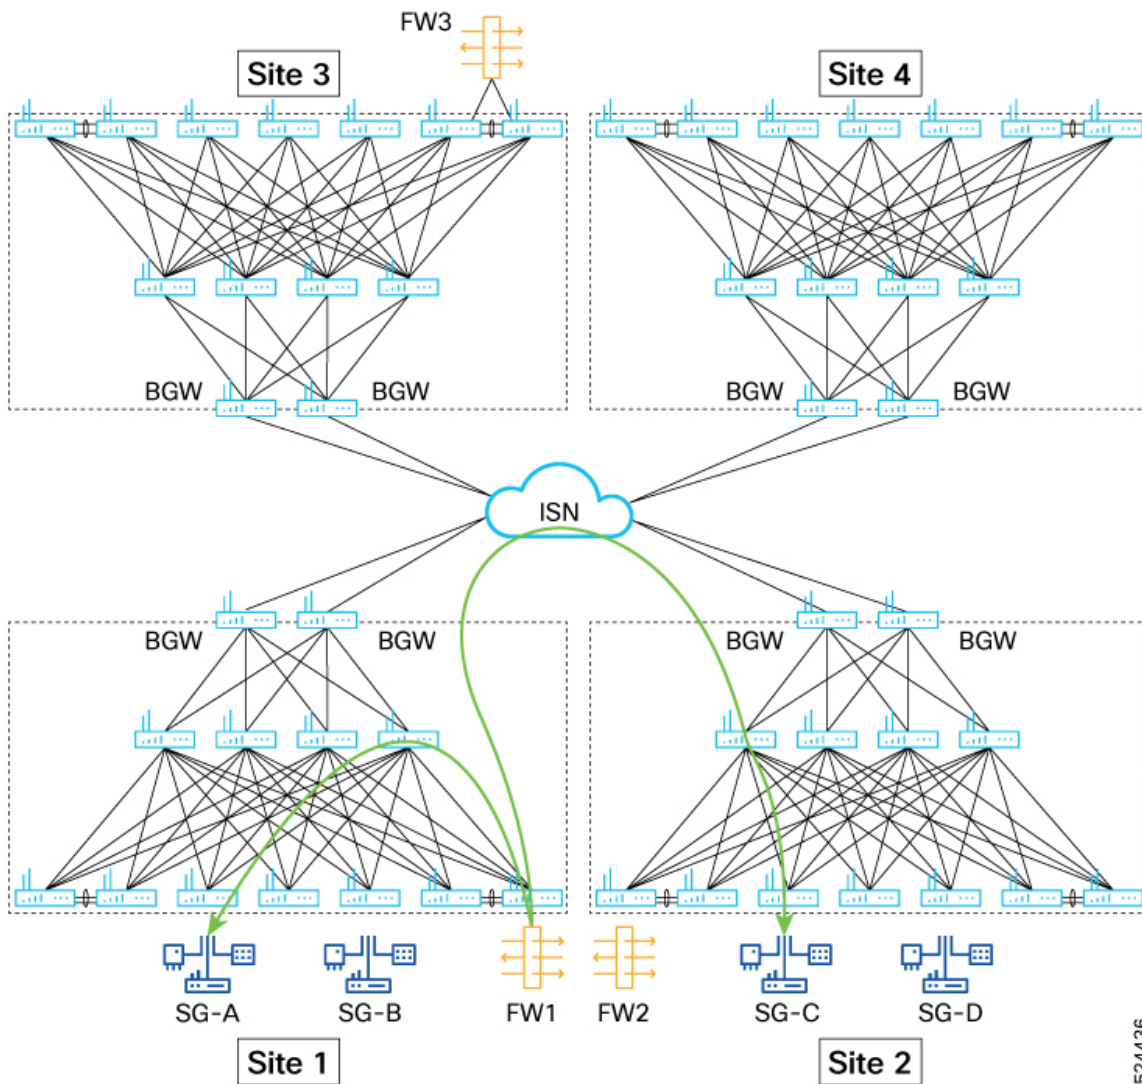 FW3
Site 3
Site 4
BGW
BGW
BGW
BGW
ISN
BGW
BGW
BGW
BGW
SG-A
SG-B
FW1
FW2
SG-C
SG-D
Site 1
Site 2
524436